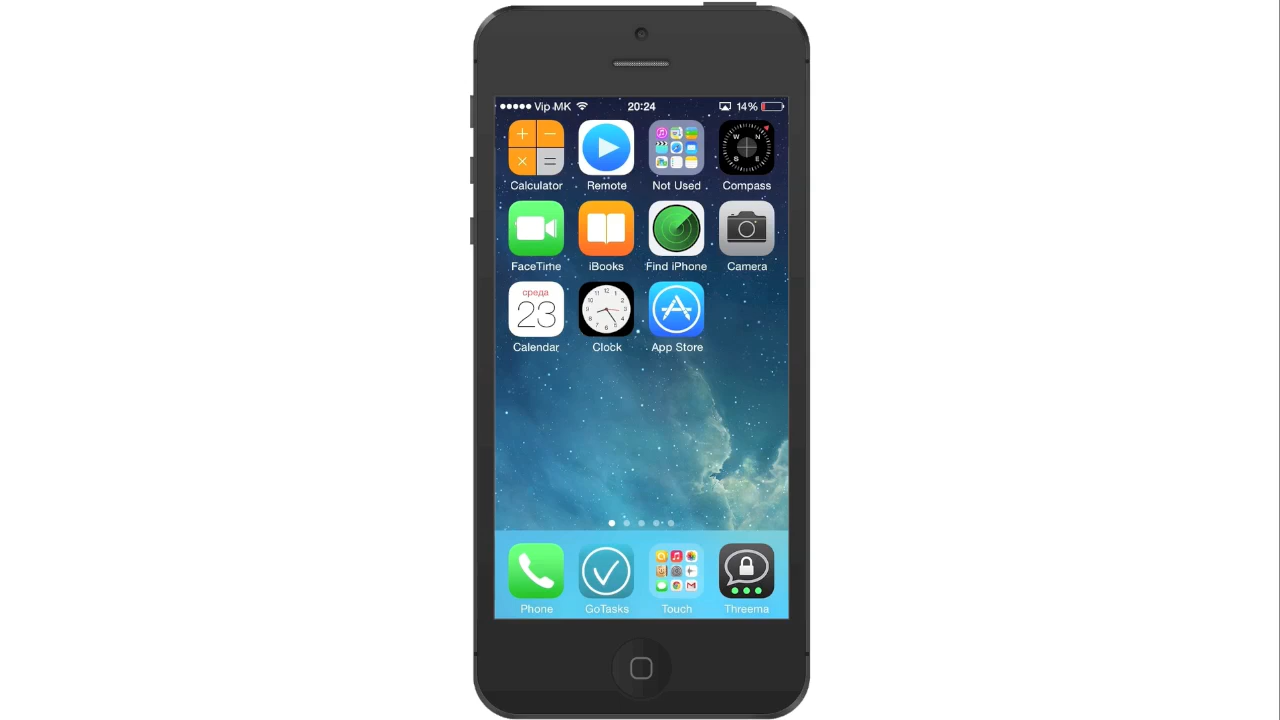 Vip MK 20:24 14%
Calculator Remote Not Used Compass
FaceTime iBooks Find iPhone Camera
среда
23
Calendar Clock App Store
Phone GoTasks Touch Threema